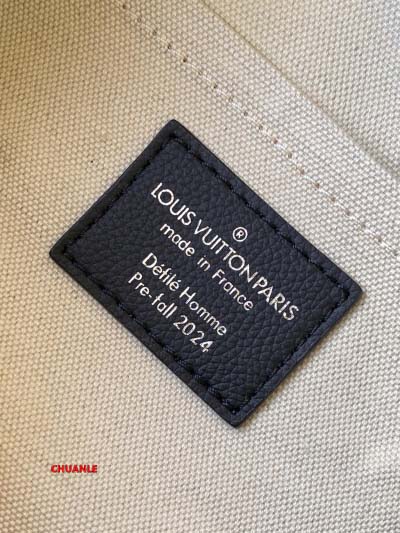 ®
LOUIS VUITTON PARIS
made in France
Défilé Homme
Pre-fall 2024
CHUANLE